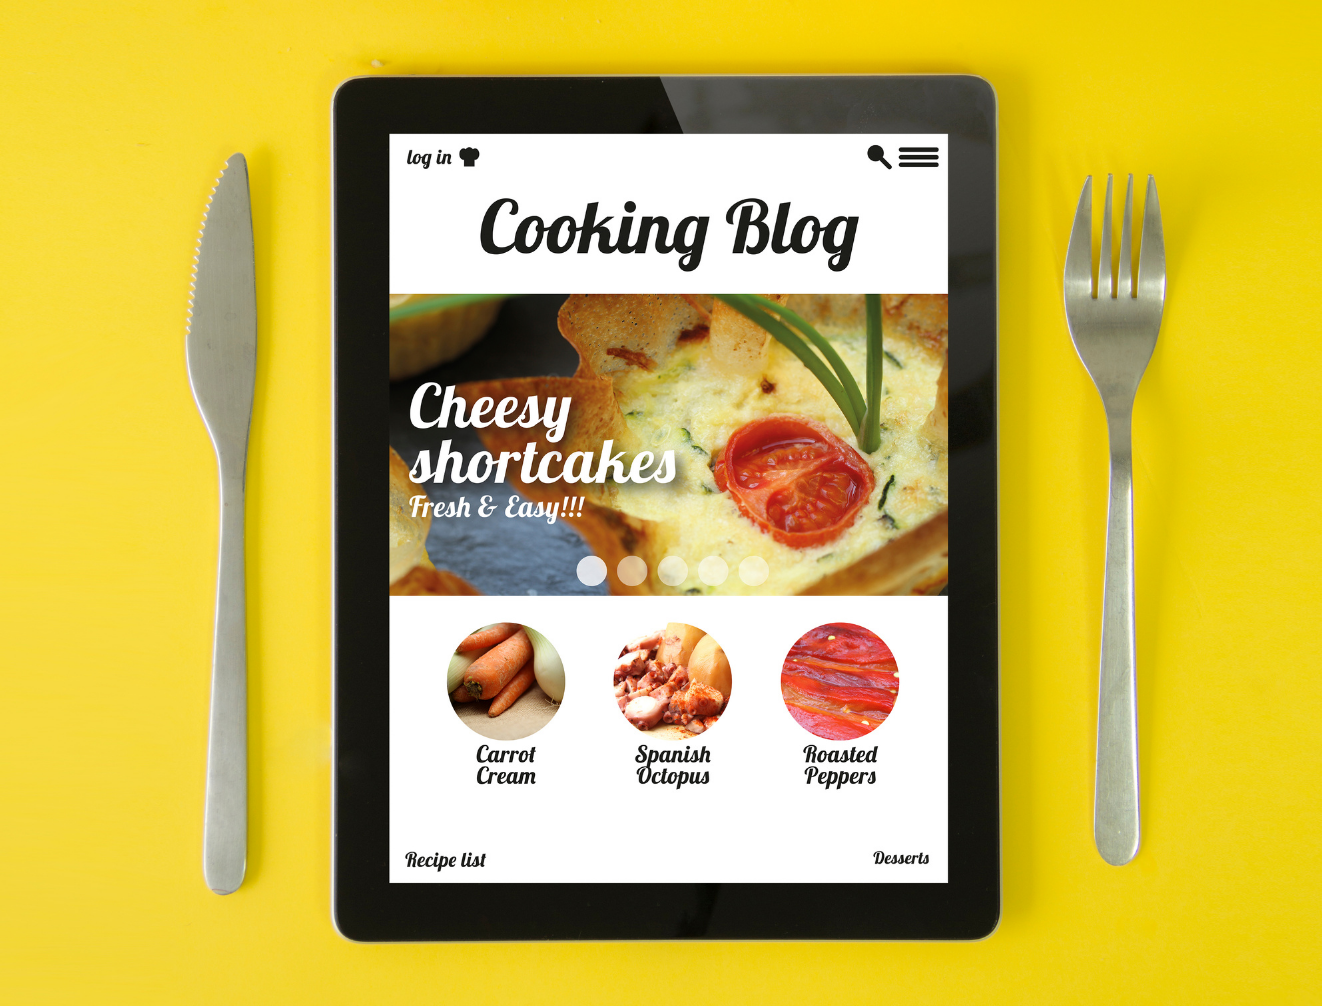 log in
Cooking Blog
Cheesy
shortcakes
Fresh & Easy!!!
Carrot
Cream
Spanish
Octopus
Roasted
Peppers
Recipe list
Desserts